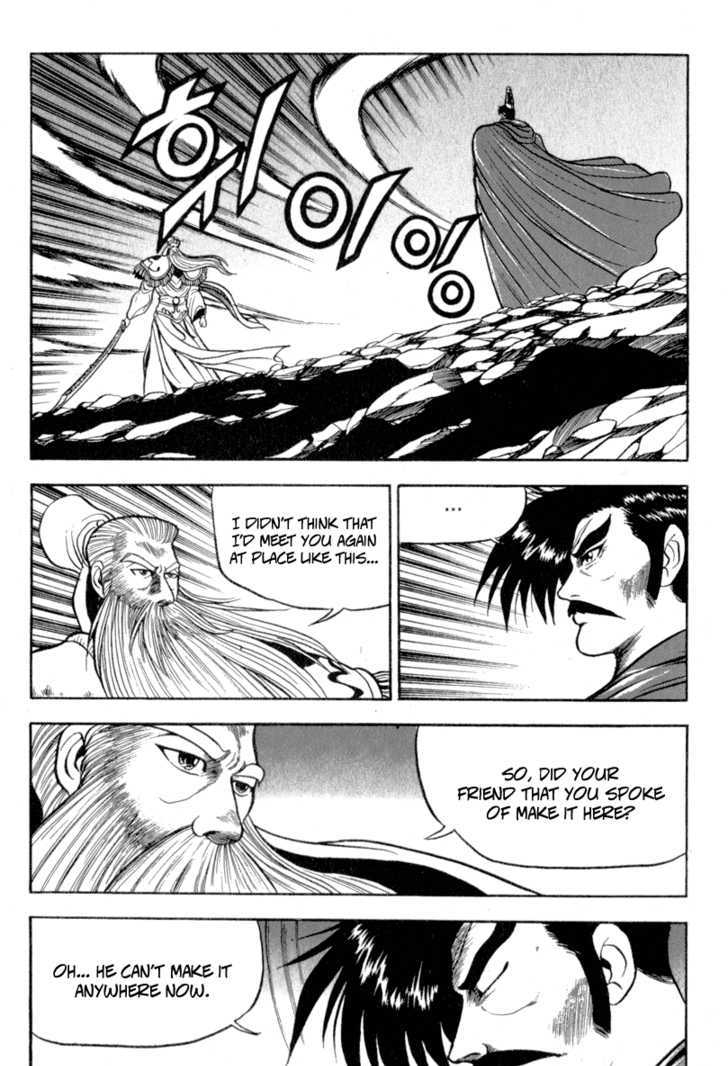 휘이이잉
I DIDN'T THINK THAT
I'D MEET YOU AGAIN
AT PLACE LIKE THIS...
...
SO, DID YOUR
FRIEND THAT YOU SPOKE
OF MAKE IT HERE?
OH... HE CAN'T MAKE IT
ANYWHERE NOW.